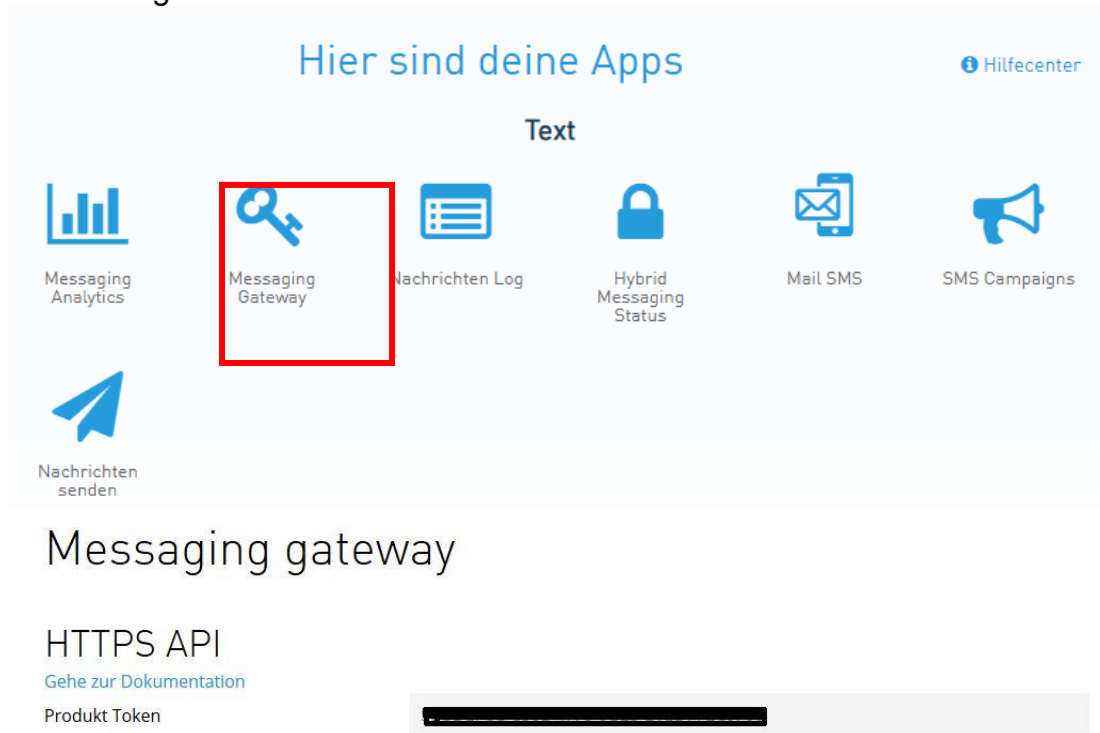 Hier sind deine Apps
Hilfecenter
Text
Messaging
Analytics
Messaging
Gateway
Nachrichten Log
Hybrid
Messaging
Status
Mail SMS
SMS Campaigns
Nachrichten
senden
Messaging gateway
HTTPS API
Gehe zur Dokumentation
Produkt Token